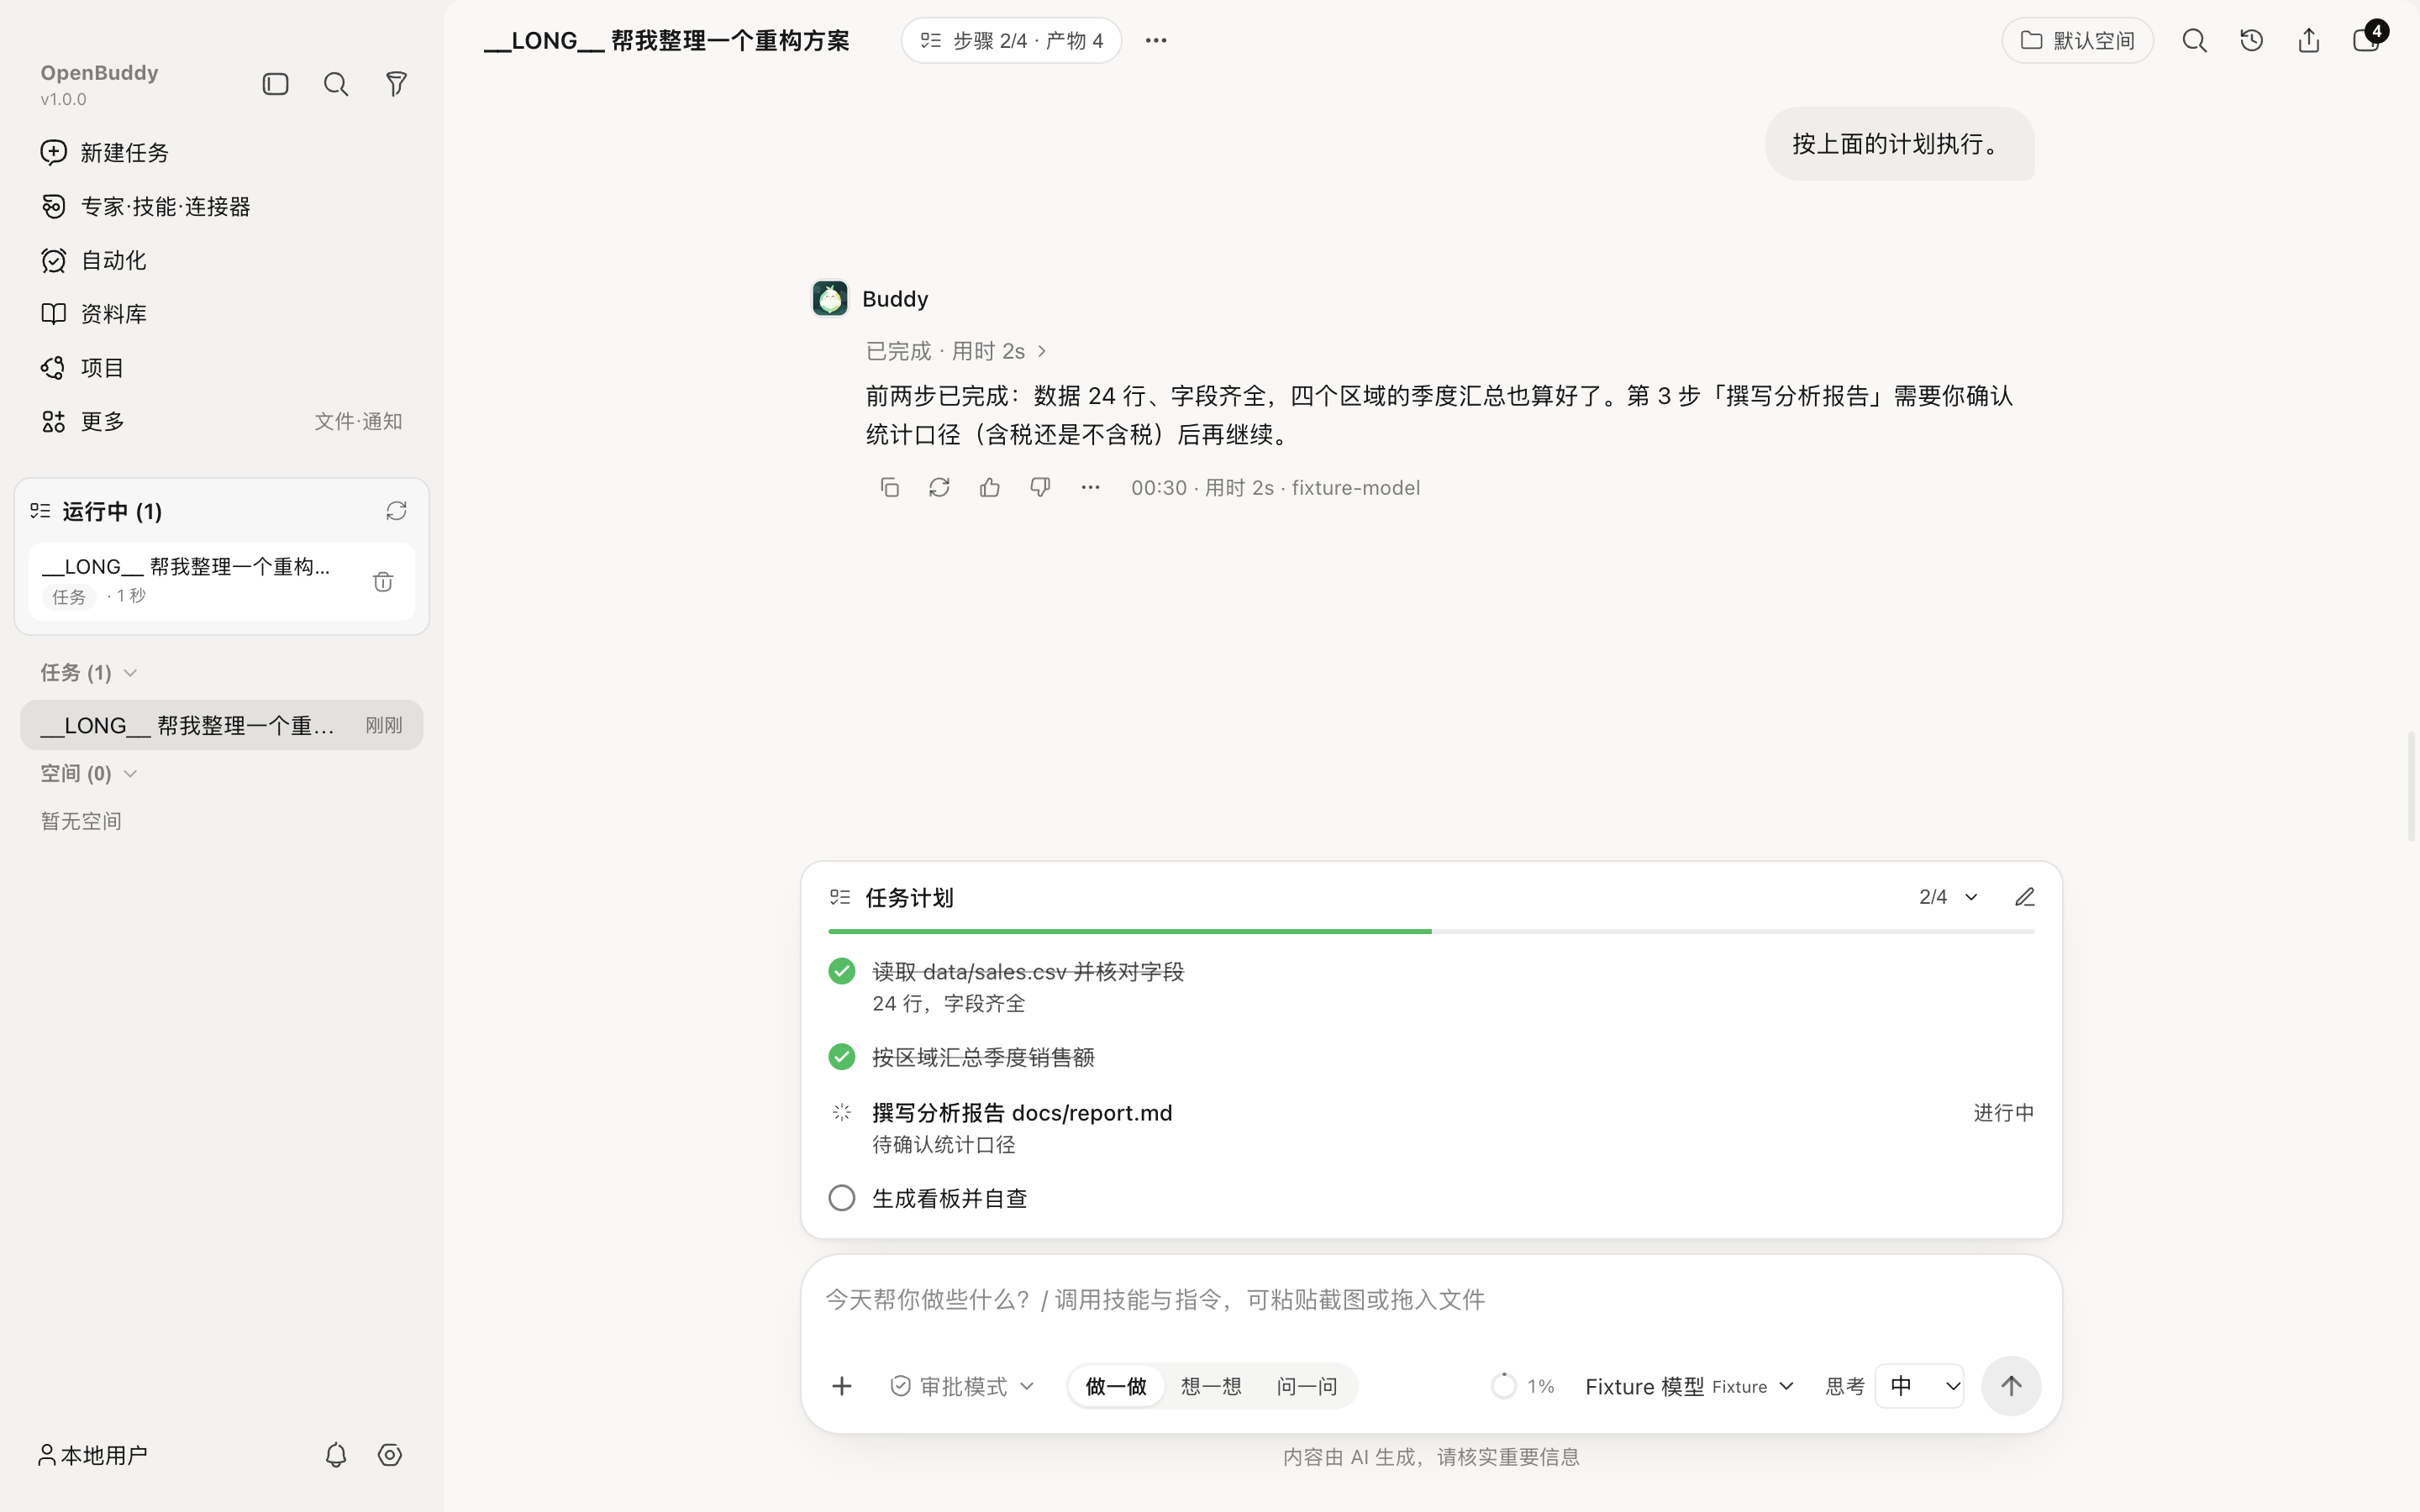 OpenBuddy
v1.0.0
新建任务
专家·技能·连接器
自动化
资料库
项目
更多 文件·通知
运行中 (1)
__LONG__ 帮我整理一个重构...
任务 · 1 秒
任务 (1)
__LONG__ 帮我整理一个重... 刚刚
空间 (0)
暂无空间
本地用户
__LONG__ 帮我整理一个重构方案
步骤 2/4 · 产物 4
默认空间
4
按上面的计划执行。
Buddy
已完成 · 用时 2s
前两步已完成：数据 24 行、字段齐全，四个区域的季度汇总也算好了。第 3 步「撰写分析报告」需要你确认
统计口径（含税还是不含税）后再继续。
00:30 · 用时 2s · fixture-model
任务计划
2/4
读取 data/sales.csv 并核对字段
24 行，字段齐全
按区域汇总季度销售额
撰写分析报告 docs/report.md 进行中
待确认统计口径
生成看板并自查
今天帮你做些什么？/ 调用技能与指令，可粘贴截图或拖入文件
审批模式 做一做 想一想 问一问 1% Fixture 模型 Fixture 思考 中
内容由 AI 生成，请核实重要信息